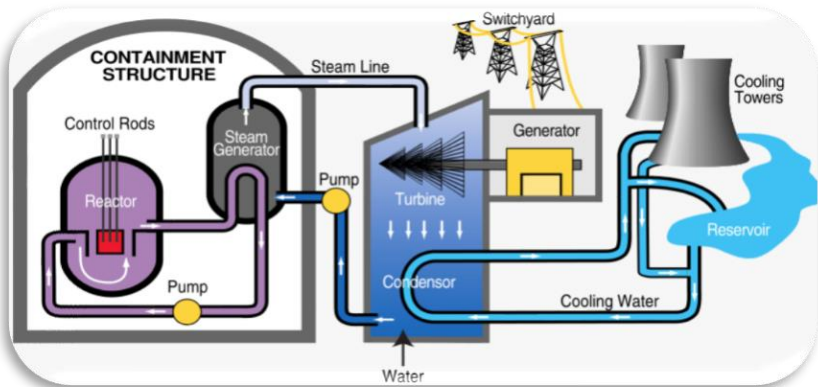 Switchyard
CONTAINMENT
STRUCTURE
Steam Line
Cooling
Towers
Control Rods
Steam
Generator
Generator
Pump
Reactor
Turbine
Reservoir
Condensor
Pump
Cooling Water
Water